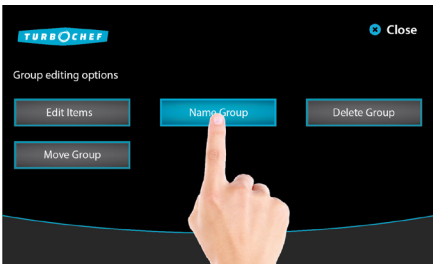 TURBOCHEF
Close
Group editing options
Edit Items
Name Group
Delete Group
Move Group